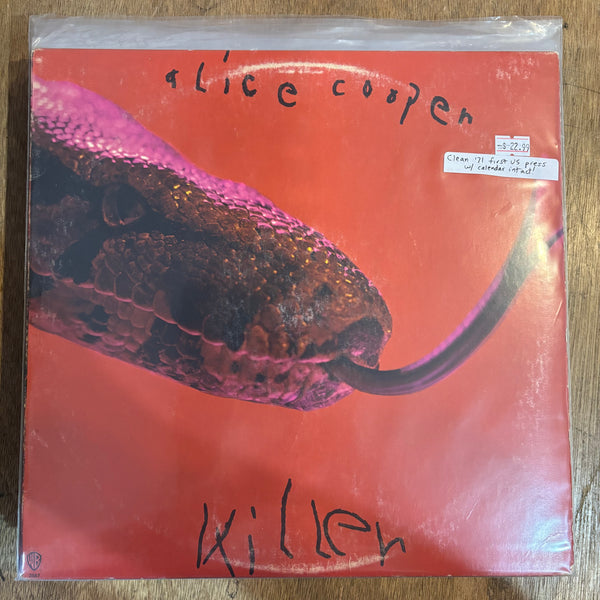 alice cooper
$ 22.99
Clean '71 first US press
w/ calendar intact!
killer